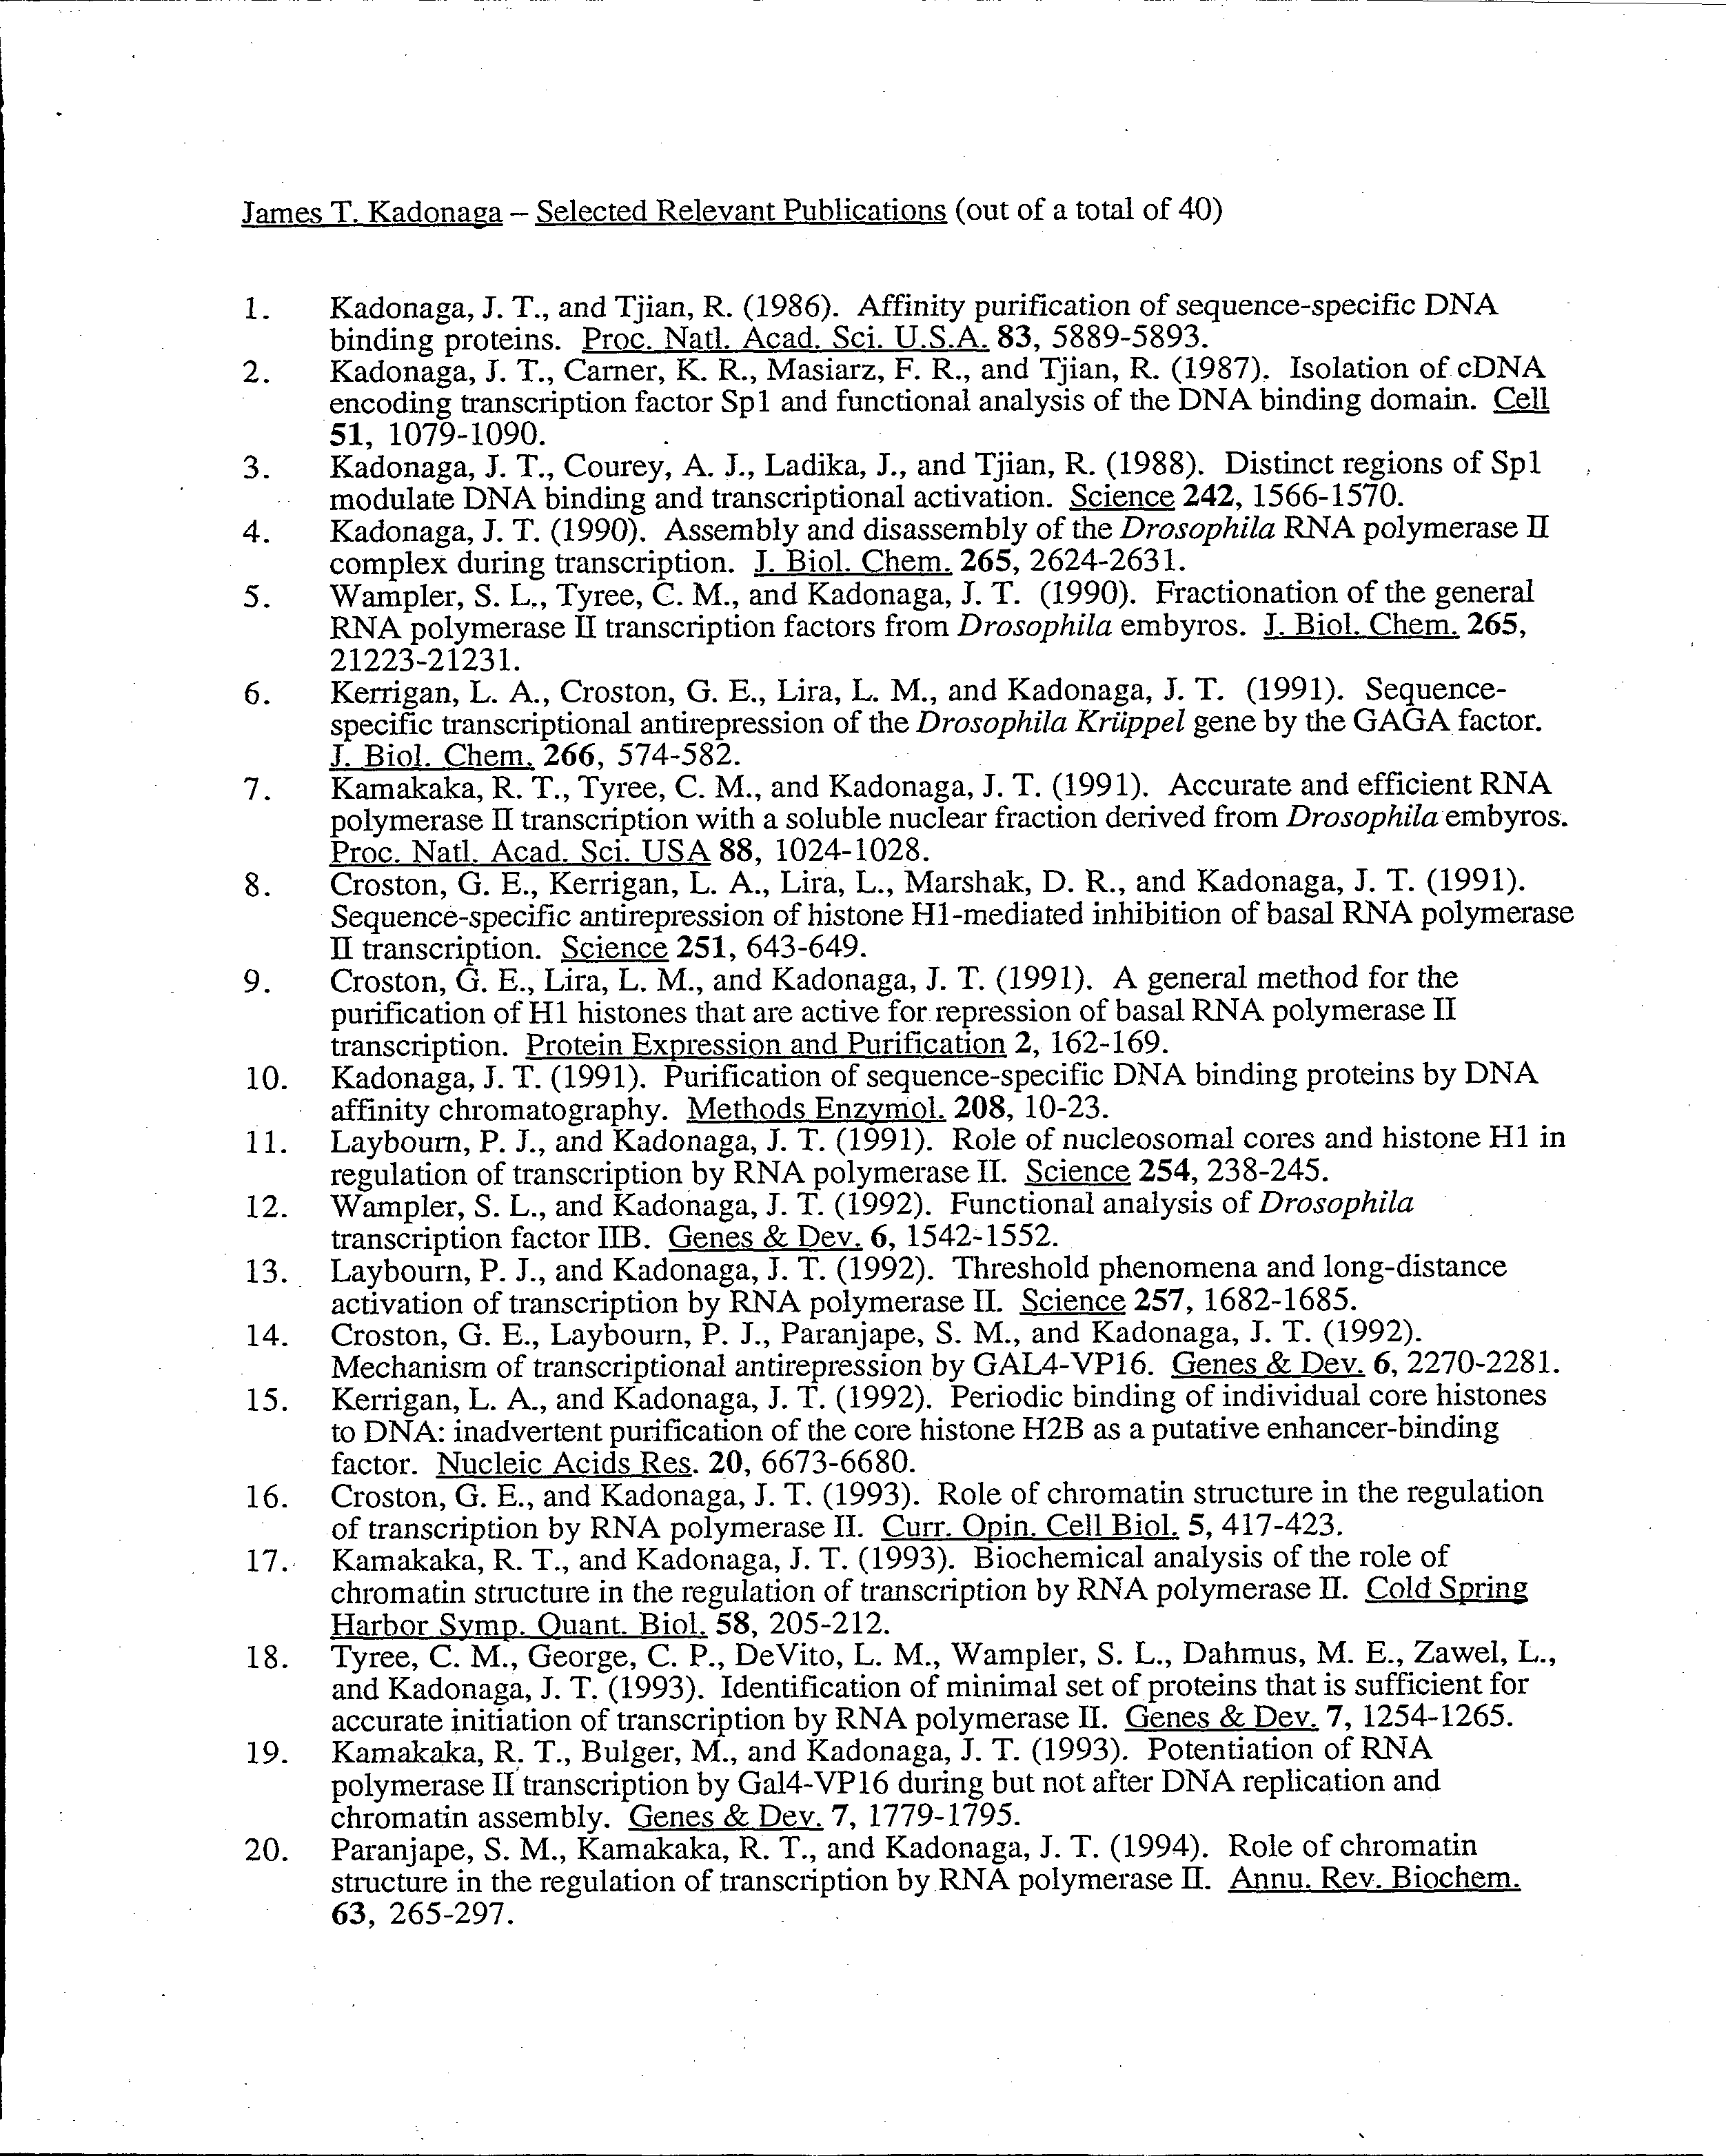 James T. Kadonaga – Selected Relevant Publications (out of a total of 40)
1. Kadonaga, J. T., and Tjian, R. (1986). Affinity purification of sequence-specific DNA
binding proteins. Proc. Natl. Acad. Sci. U.S.A. 83, 5889-5893.
2. Kadonaga, J. T., Carner, K. R., Masiarz, F. R., and Tjian, R. (1987). Isolation of cDNA
encoding transcription factor Sp1 and functional analysis of the DNA binding domain. Cell
51, 1079-1090.
3. Kadonaga, J. T., Courey, A. J., Ladika, J., and Tjian, R. (1988). Distinct regions of Sp1
modulate DNA binding and transcriptional activation. Science 242, 1566-1570.
4. Kadonaga, J. T. (1990). Assembly and disassembly of the Drosophila RNA polymerase II
complex during transcription. J. Biol. Chem. 265, 2624-2631.
5. Wampler, S. L., Tyree, C. M., and Kadonaga, J. T. (1990). Fractionation of the general
RNA polymerase II transcription factors from Drosophila embyros. J. Biol. Chem. 265,
21223-21231.
6. Kerrigan, L. A., Croston, G. E., Lira, L. M., and Kadonaga, J. T. (1991). Sequence-
specific transcriptional antirepression of the Drosophila Krüppel gene by the GAGA factor.
J. Biol. Chem. 266, 574-582.
7. Kamakaka, R. T., Tyree, C. M., and Kadonaga, J. T. (1991). Accurate and efficient RNA
polymerase II transcription with a soluble nuclear fraction derived from Drosophila embyros.
Proc. Natl. Acad. Sci. USA 88, 1024-1028.
8. Croston, G. E., Kerrigan, L. A., Lira, L., Marshak, D. R., and Kadonaga, J. T. (1991).
Sequence-specific antirepression of histone H1-mediated inhibition of basal RNA polymerase
II transcription. Science 251, 643-649.
9. Croston, G. E., Lira, L. M., and Kadonaga, J. T. (1991). A general method for the
purification of H1 histones that are active for repression of basal RNA polymerase II
transcription. Protein Expression and Purification 2, 162-169.
10. Kadonaga, J. T. (1991). Purification of sequence-specific DNA binding proteins by DNA
affinity chromatography. Methods Enzymol. 208, 10-23.
11. Laybourn, P. J., and Kadonaga, J. T. (1991). Role of nucleosomal cores and histone H1 in
regulation of transcription by RNA polymerase II. Science 254, 238-245.
12. Wampler, S. L., and Kadonaga, J. T. (1992). Functional analysis of Drosophila
transcription factor IIB. Genes & Dev. 6, 1542-1552.
13. Laybourn, P. J., and Kadonaga, J. T. (1992). Threshold phenomena and long-distance
activation of transcription by RNA polymerase II. Science 257, 1682-1685.
14. Croston, G. E., Laybourn, P. J., Paranjape, S. M., and Kadonaga, J. T. (1992).
Mechanism of transcriptional antirepression by GAL4-VP16. Genes & Dev. 6, 2270-2281.
15. Kerrigan, L. A., and Kadonaga, J. T. (1992). Periodic binding of individual core histones
to DNA: inadvertent purification of the core histone H2B as a putative enhancer-binding
factor. Nucleic Acids Res. 20, 6673-6680.
16. Croston, G. E., and Kadonaga, J. T. (1993). Role of chromatin structure in the regulation
of transcription by RNA polymerase II. Curr. Opin. Cell Biol. 5, 417-423.
17. Kamakaka, R. T., and Kadonaga, J. T. (1993). Biochemical analysis of the role of
chromatin structure in the regulation of transcription by RNA polymerase II. Cold Spring
Harbor Symp. Quant. Biol. 58, 205-212.
18. Tyree, C. M., George, C. P., DeVito, L. M., Wampler, S. L., Dahmus, M. E., Zawel, L.,
and Kadonaga, J. T. (1993). Identification of minimal set of proteins that is sufficient for
accurate initiation of transcription by RNA polymerase II. Genes & Dev. 7, 1254-1265.
19. Kamakaka, R. T., Bulger, M., and Kadonaga, J. T. (1993). Potentiation of RNA
polymerase II transcription by Gal4-VP16 during but not after DNA replication and
chromatin assembly. Genes & Dev. 7, 1779-1795.
20. Paranjape, S. M., Kamakaka, R. T., and Kadonaga, J. T. (1994). Role of chromatin
structure in the regulation of transcription by RNA polymerase II. Annu. Rev. Biochem.
63, 265-297.